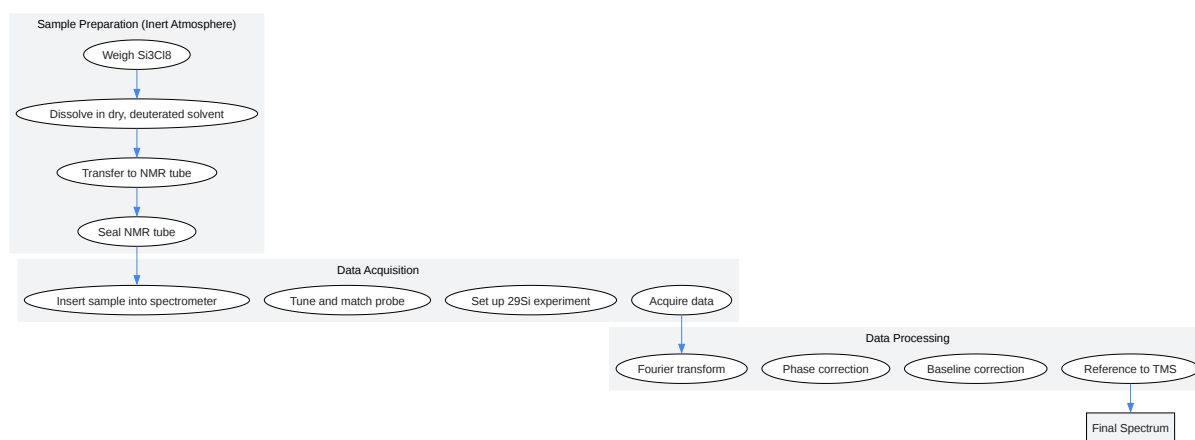 Sample Preparation (Inert Atmosphere)
Weigh Si3Cl8
Dissolve in dry, deuterated solvent
Transfer to NMR tube
Seal NMR tube
Data Acquisition
Insert sample into spectrometer
Tune and match probe
Set up 29Si experiment
Acquire data
Data Processing
Fourier transform
Phase correction
Baseline correction
Reference to TMS
Final Spectrum